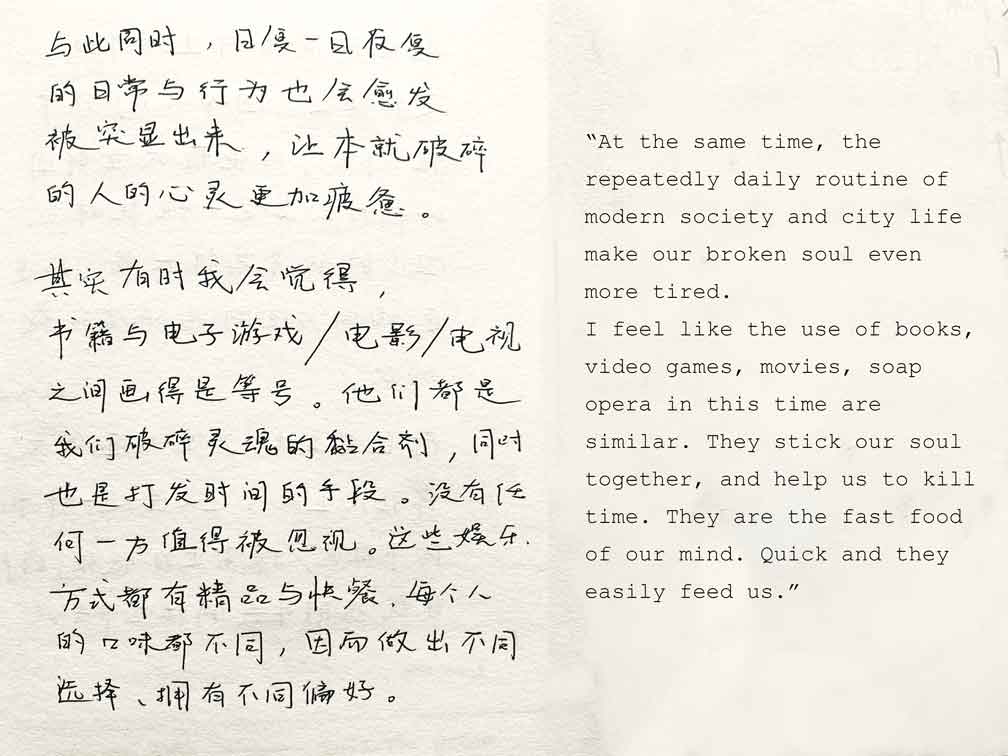 与此同时，日复一日夜复
的日常与行为也会愈发
被突显出来，让本就破碎
的人的心灵更加疲惫。
其实有时我会觉得，
书籍与电子游戏/电影/电视
之间画得是等号。他们都是
我们破碎灵魂的黏合剂，同时
也是打发时间的手段。没有任
何一方值得被忽视。这些娱乐
方式都有精品与快餐、每个人
的口味都不同，因而做出不同
选择、拥有不同偏好。
“At the same time, the
repeatedly daily routine of
modern society and city life
make our broken soul even
more tired.
I feel like the use of books,
video games, movies, soap
opera in this time are
similar. They stick our soul
together, and help us to kill
time. They are the fast food
of our mind. Quick and they
easily feed us.”